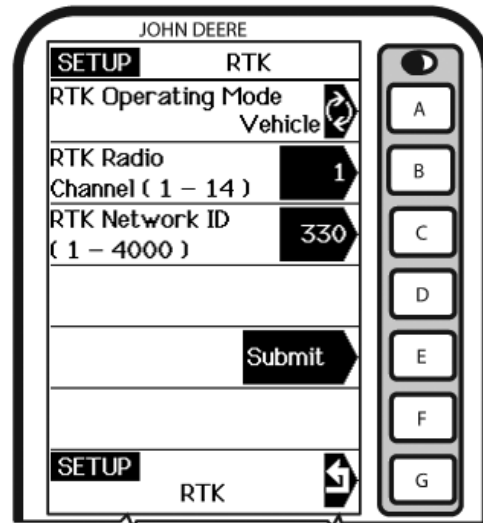 JOHN DEERE
SETUP RTK
RTK Operating Mode
Vehicle
A
RTK Radio
Channel ( 1 – 14 ) 1
B
RTK Network ID
( 1 – 4000 ) 330
C
D
Submit
E
F
SETUP
RTK
G